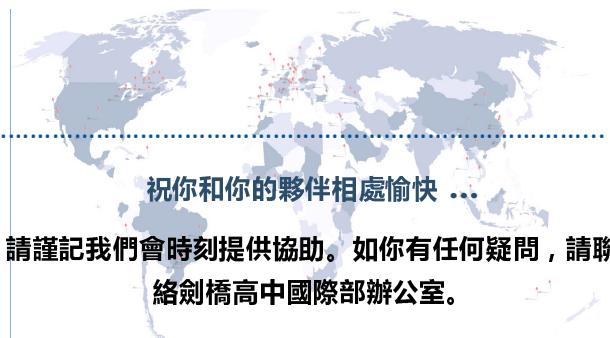 祝你和你的夥伴相處愉快 ...
請謹記我們會時刻提供協助。如你有任何疑問，請聯
絡劍橋高中國際部辦公室。